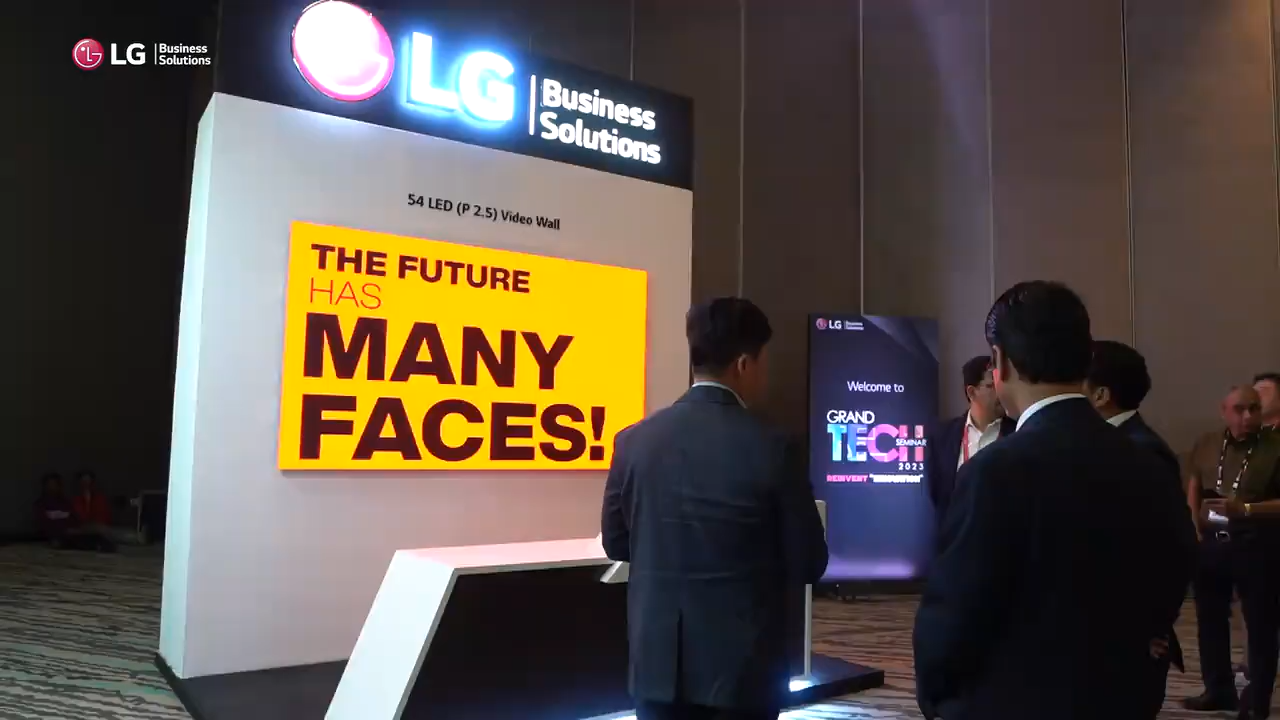 LG Business Solutions
LG Business
Solutions
54 LED (P 2.5) Video Wall
THE FUTURE
HAS
MANY
FACES!
LG Business Solutions
Welcome to
GRAND
TECH
SEMINAR
2023
REINVENT "INNOVATION"